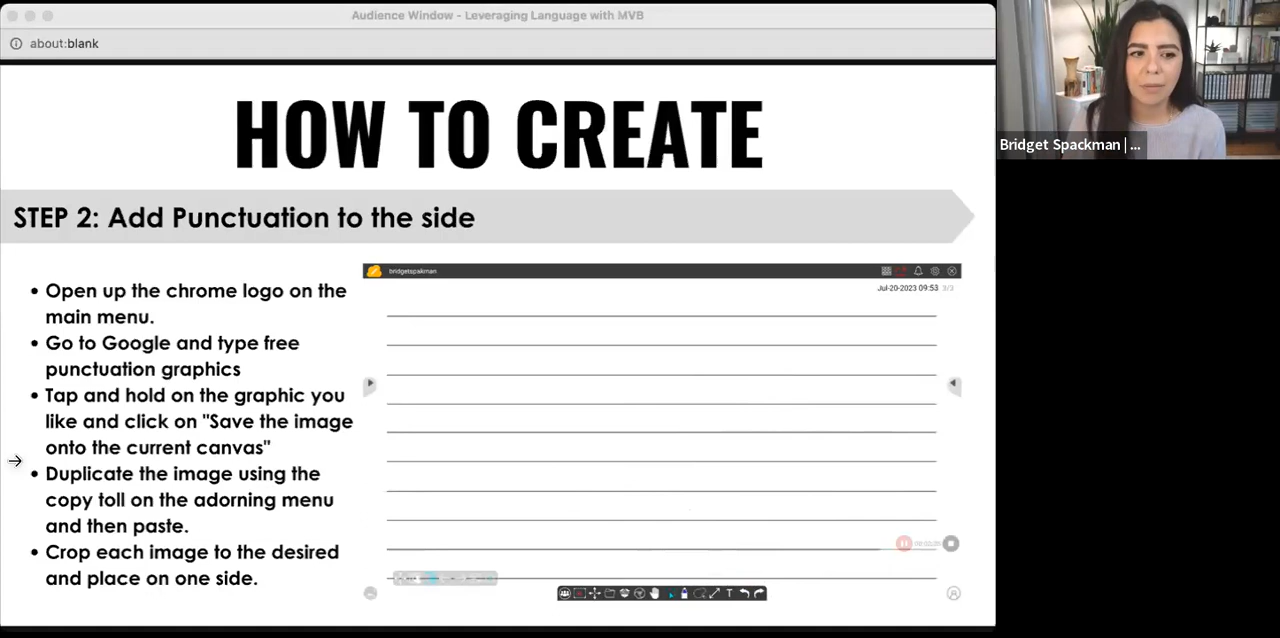 Audience Window - Leveraging Language with MVB
about:blank
HOW TO CREATE
STEP 2: Add Punctuation to the side
• Open up the chrome logo on the
main menu.
• Go to Google and type free
punctuation graphics
• Tap and hold on the graphic you
like and click on "Save the image
onto the current canvas"
• Duplicate the image using the
copy toll on the adorning menu
and then paste.
• Crop each image to the desired
and place on one side.
bridgetspakman
Jul-20-2023 09:53 3/3
T
Bridget Spackman | ...